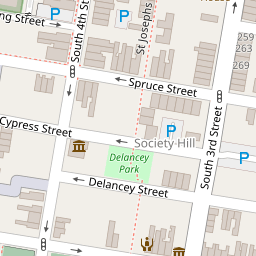 ng Street
South 4th St
St Josephs
P
259
263
269
Spruce Street
South 3rd Street
P
Cypress Street
Society Hill
P
Delancey
Park
Delancey Street